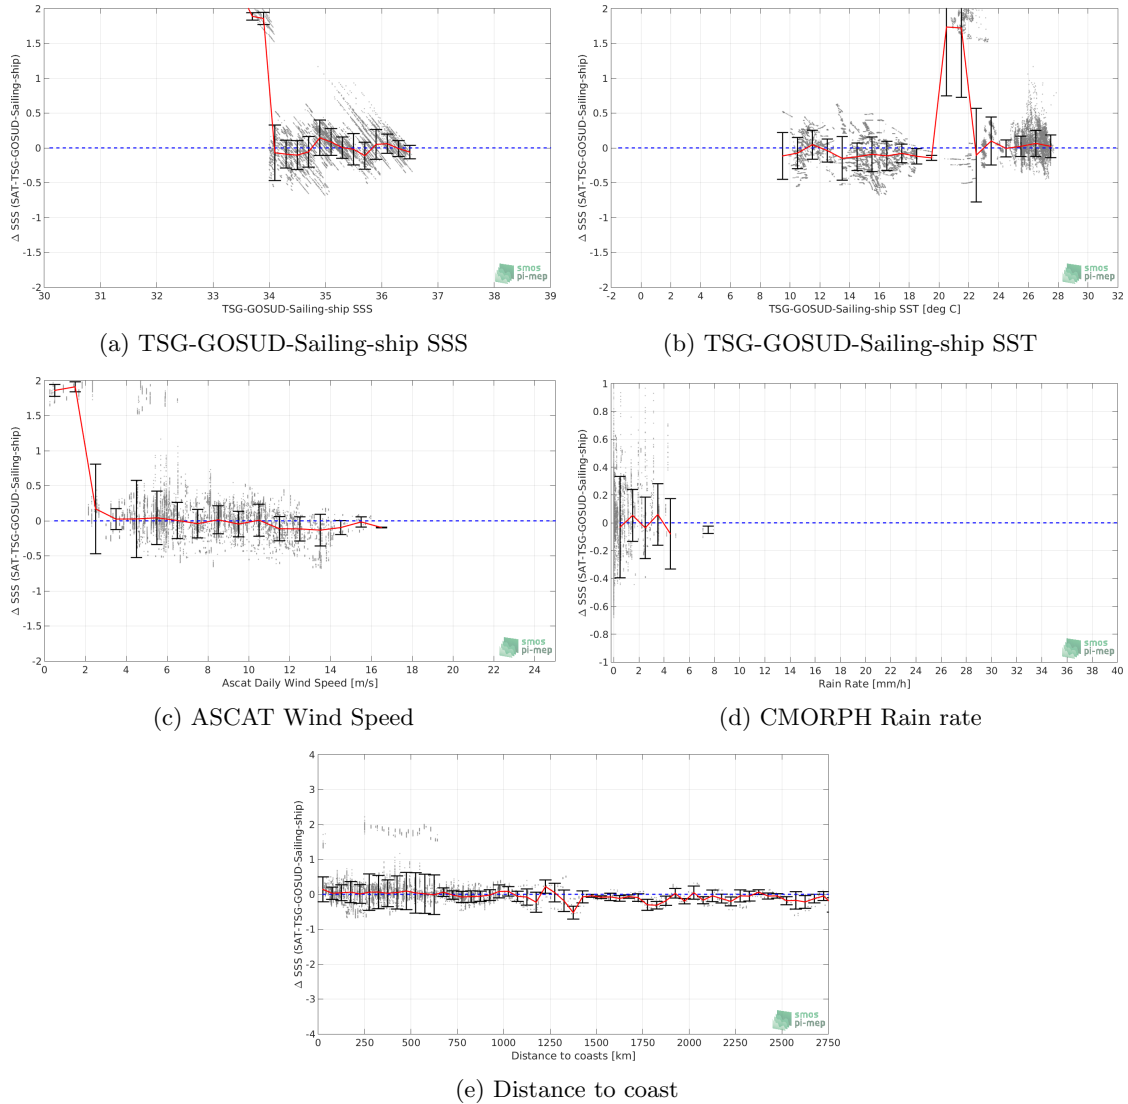 2
1.5
1
0.5
0
-0.5
-1
-1.5
-2
Δ SSS (SAT-TSG-GOSUD-Sailing-ship)
30 31 32 33 34 35 36 37 38 39
TSG-GOSUD-Sailing-ship SSS
smos
pi-mep
(a) TSG-GOSUD-Sailing-ship SSS
2
1.5
1
0.5
0
-0.5
-1
-1.5
-2
Δ SSS (SAT-TSG-GOSUD-Sailing-ship)
-2 0 2 4 6 8 10 12 14 16 18 20 22 24 26 28 30 32
TSG-GOSUD-Sailing-ship SST [deg C]
smos
pi-mep
(b) TSG-GOSUD-Sailing-ship SST
2
1.5
1
0.5
0
-0.5
-1
-1.5
-2
Δ SSS (SAT-TSG-GOSUD-Sailing-ship)
0 2 4 6 8 10 12 14 16 18 20 22 24
Ascat Daily Wind Speed [m/s]
smos
pi-mep
(c) ASCAT Wind Speed
1
0.8
0.6
0.4
0.2
0
-0.2
-0.4
-0.6
-0.8
-1
Δ SSS (SAT-TSG-GOSUD-Sailing-ship)
0 2 4 6 8 10 12 14 16 18 20 22 24 26 28 30 32 34 36 38 40
Rain Rate [mm/h]
smos
pi-mep
(d) CMORPH Rain rate
4
3
2
1
0
-1
-2
-3
-4
Δ SSS (SAT-TSG-GOSUD-Sailing-ship)
0 250 500 750 1000 1250 1500 1750 2000 2250 2500 2750
Distance to coasts [km]
smos
pi-mep
(e) Distance to coast